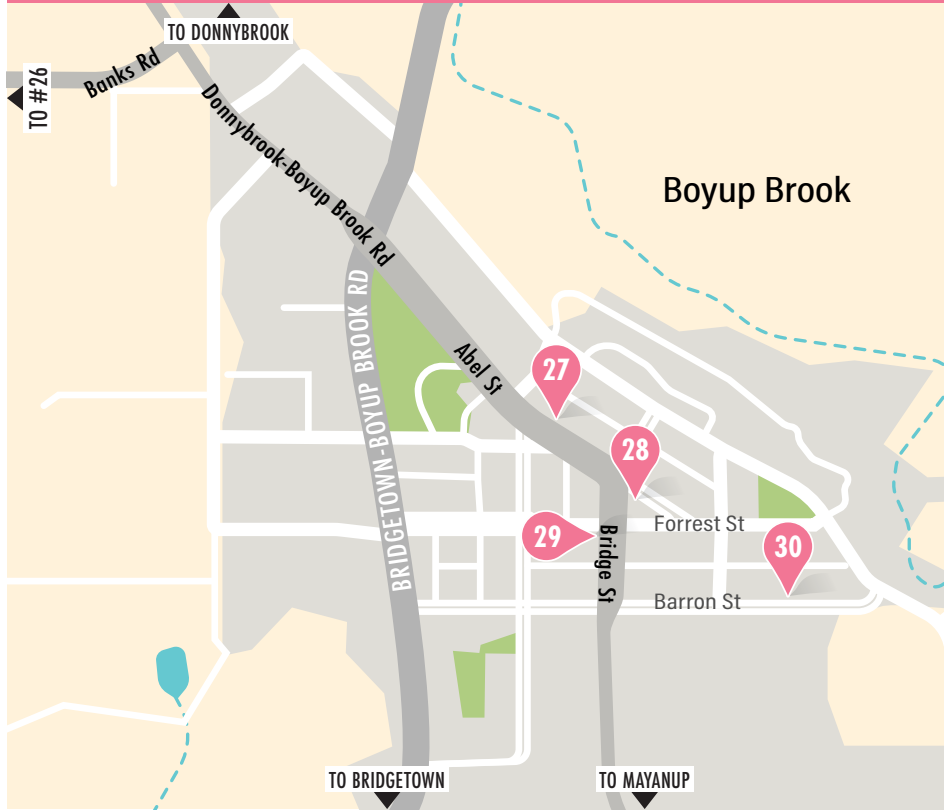 TO DONNYBROOK
Banks Rd
TO #26
Donnybrook-Boyup Brook Rd
Boyup Brook
BRIDGETOWN-BOYUP BROOK RD
Abel St
27
28
29
Bridge St
Forrest St
30
Barron St
TO BRIDGETOWN
TO MAYANUP